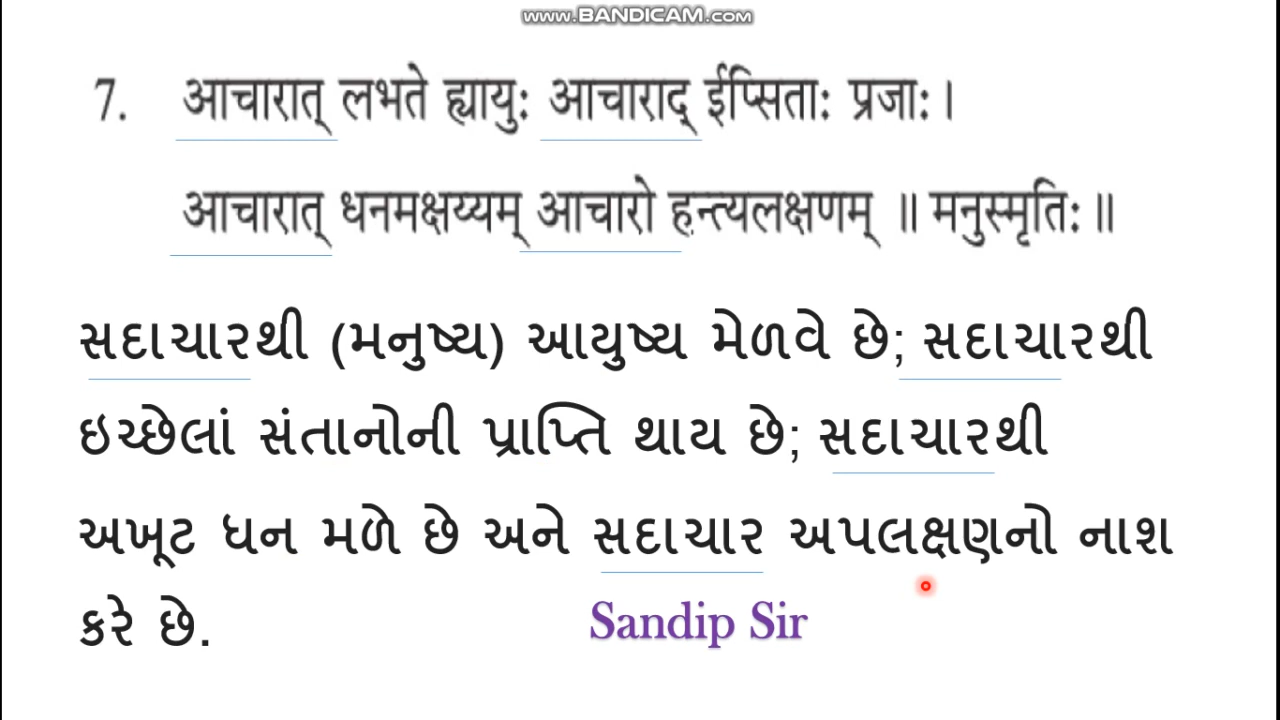 www.BANDICAM.com
7. आचारात् लभते ह्यायुः आचाराद् ईप्सिताः प्रजाः ।
आचारात् धनमक्षय्यम् आचारो हन्त्यलक्षणम् ॥ मनुस्मृतिः ॥
સદાચારથી (મનુષ્ય) આયુષ્ય મેળવે છે; સદાચારથી
ઇચ્છેલાં સંતાનોની પ્રાપ્તિ થાય છે; સદાચારથી
અખૂટ ધન મળે છે અને સદાચાર અપલક્ષણનો નાશ
કરે છે.
Sandip Sir